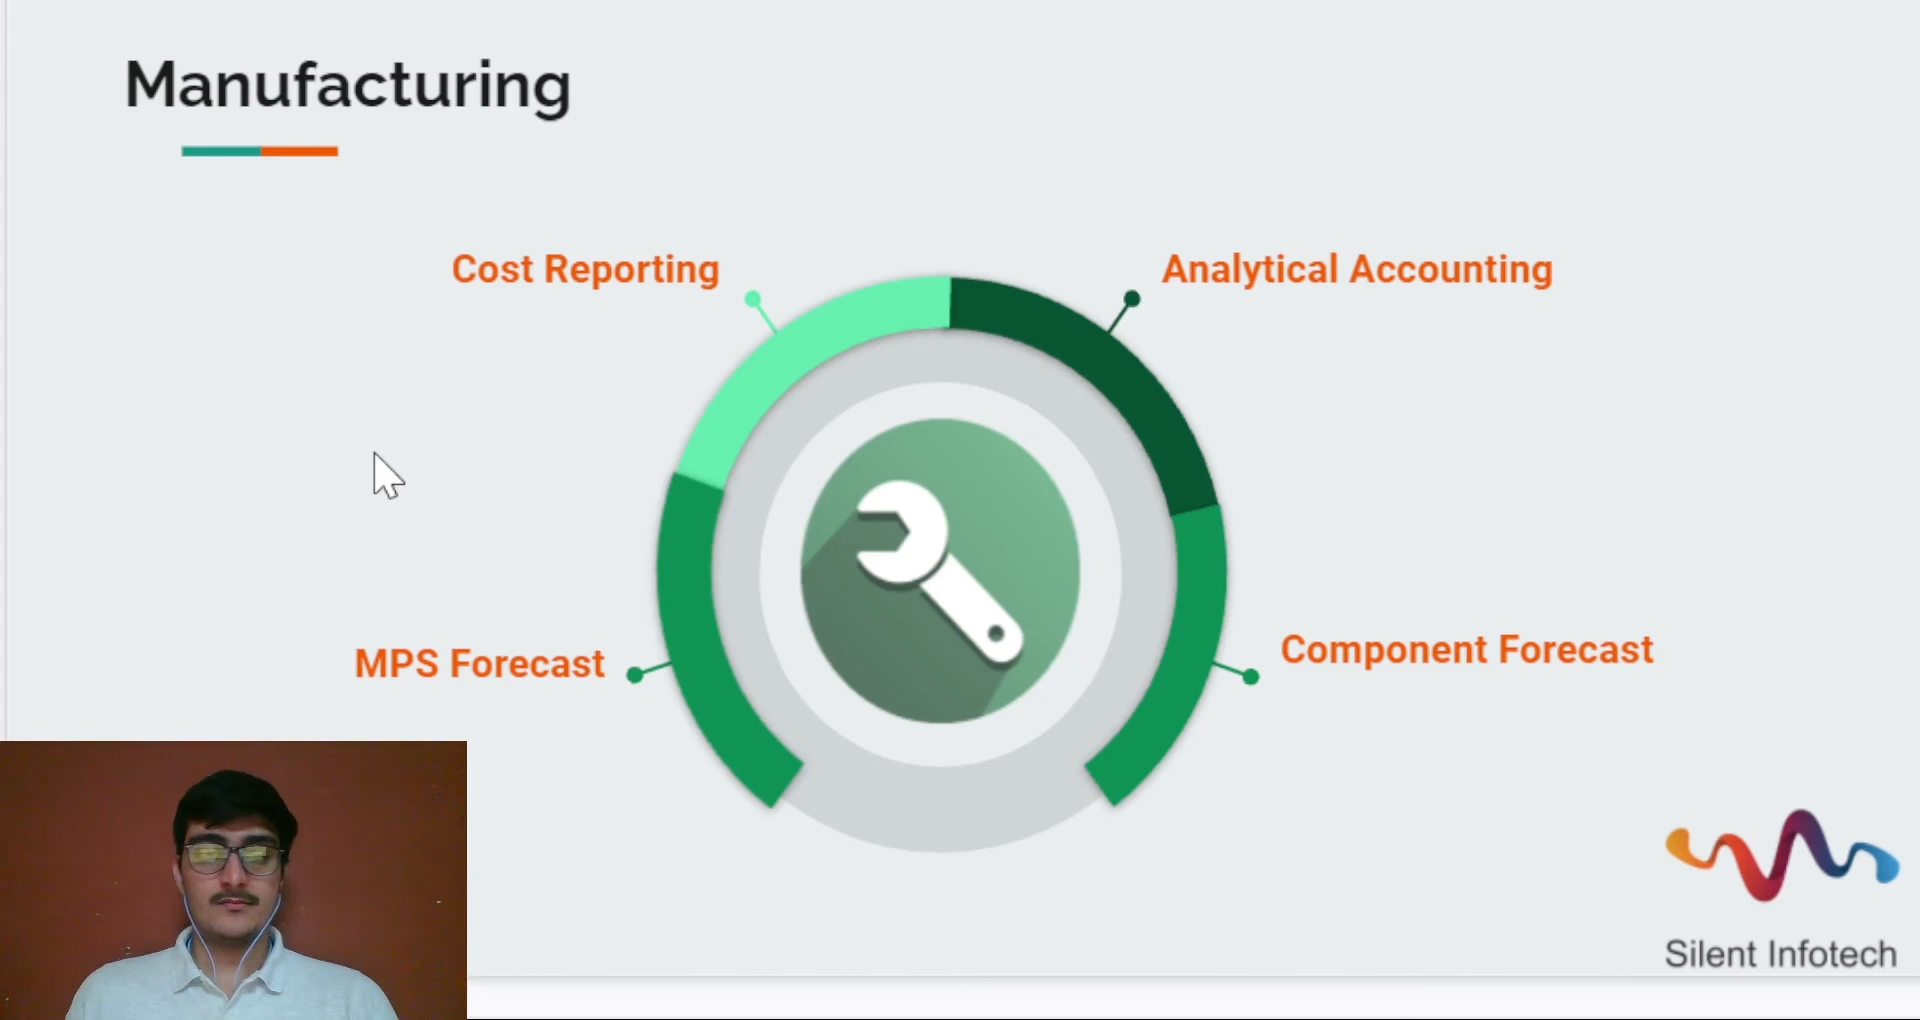 Manufacturing
Cost Reporting
Analytical Accounting
MPS Forecast
Component Forecast
Silent Infotech